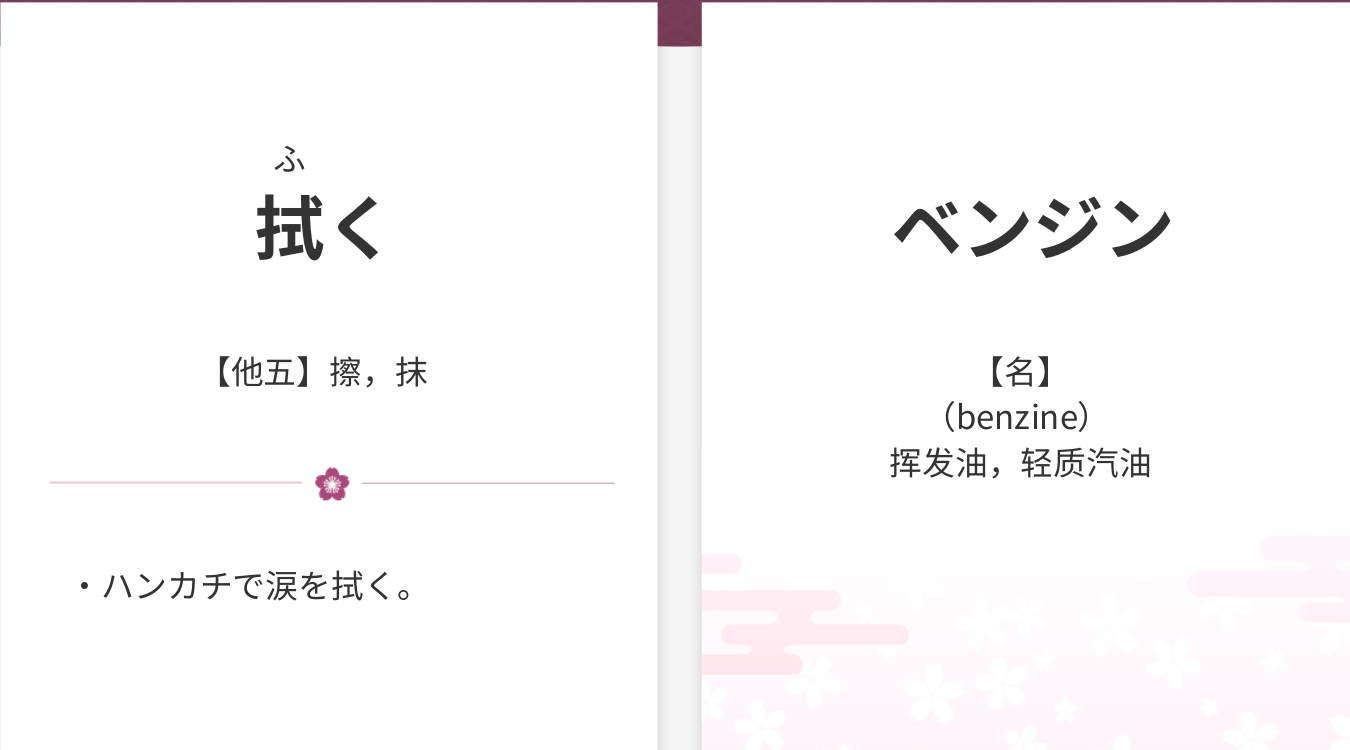 ふ
拭く
【他五】擦，抹
・ハンカチで涙を拭く。
ベンジン
【名】
（benzine）
挥发油，轻质汽油